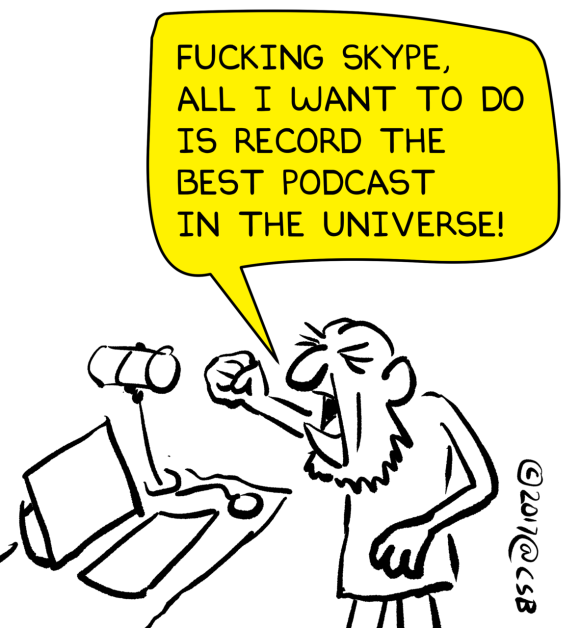 FUCKING SKYPE,
ALL I WANT TO DO
IS RECORD THE
BEST PODCAST
IN THE UNIVERSE!
©2017@CSB